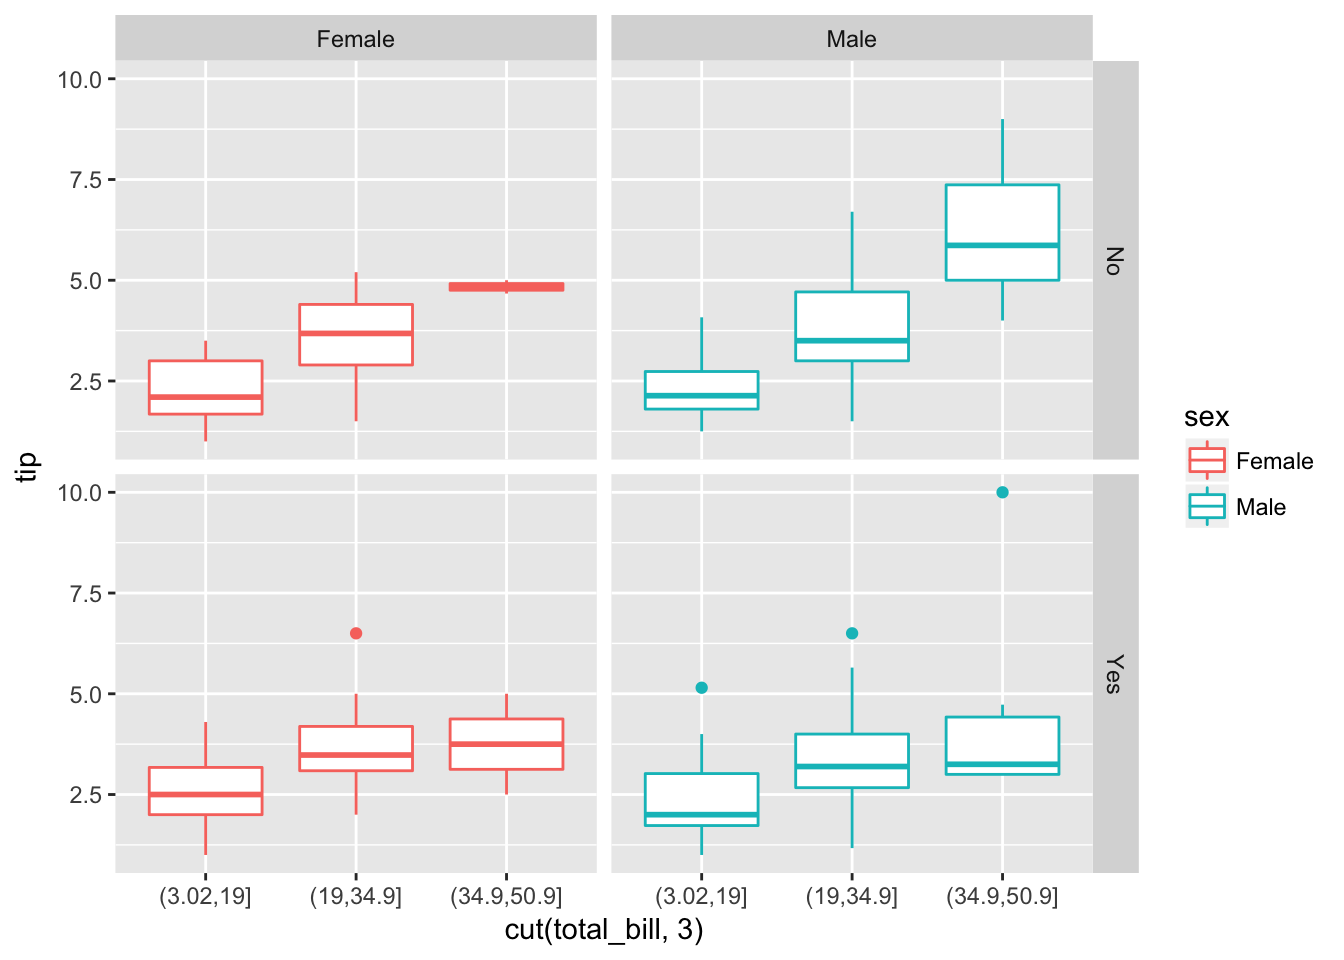 Female Male
10.0
7.5
5.0
2.5
No
tip
10.0
7.5
5.0
2.5
Yes
(3.02,19] (19,34.9] (34.9,50.9] (3.02,19] (19,34.9] (34.9,50.9]
cut(total_bill, 3)
sex
Female
Male